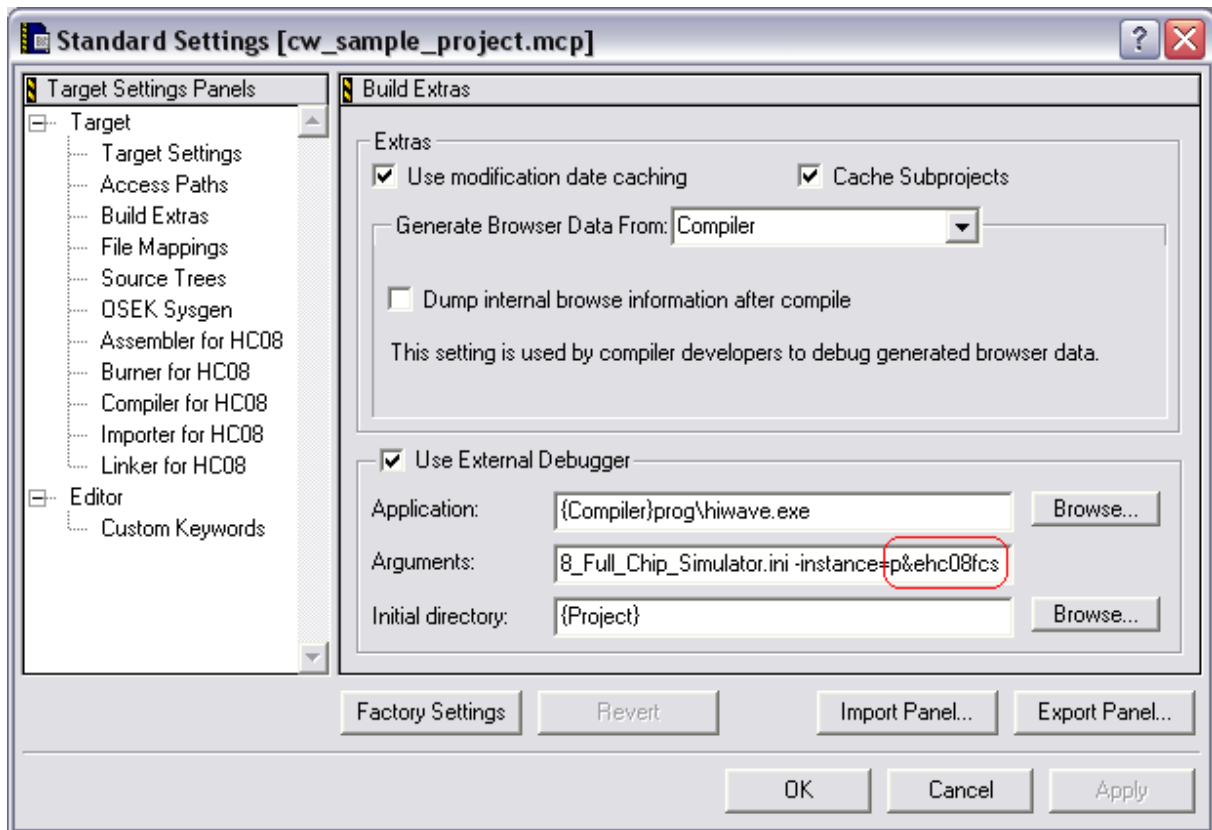 Standard Settings [cw_sample_project.mcp]
Target Settings Panels
Target
Target Settings
Access Paths
Build Extras
File Mappings
Source Trees
OSEK Sysgen
Assembler for HC08
Burner for HC08
Compiler for HC08
Importer for HC08
Linker for HC08
Editor
Custom Keywords
Build Extras
Extras
Use modification date caching
Cache Subprojects
Generate Browser Data From: Compiler
Dump internal browse information after compile
This setting is used by compiler developers to debug generated browser data.
Use External Debugger
Application: {Compiler}prog\hiwave.exe Browse...
Arguments: 8_Full_Chip_Simulator.ini -instance=p&ehc08fcs
Initial directory: {Project} Browse...
Factory Settings Revert Import Panel... Export Panel...
OK Cancel Apply